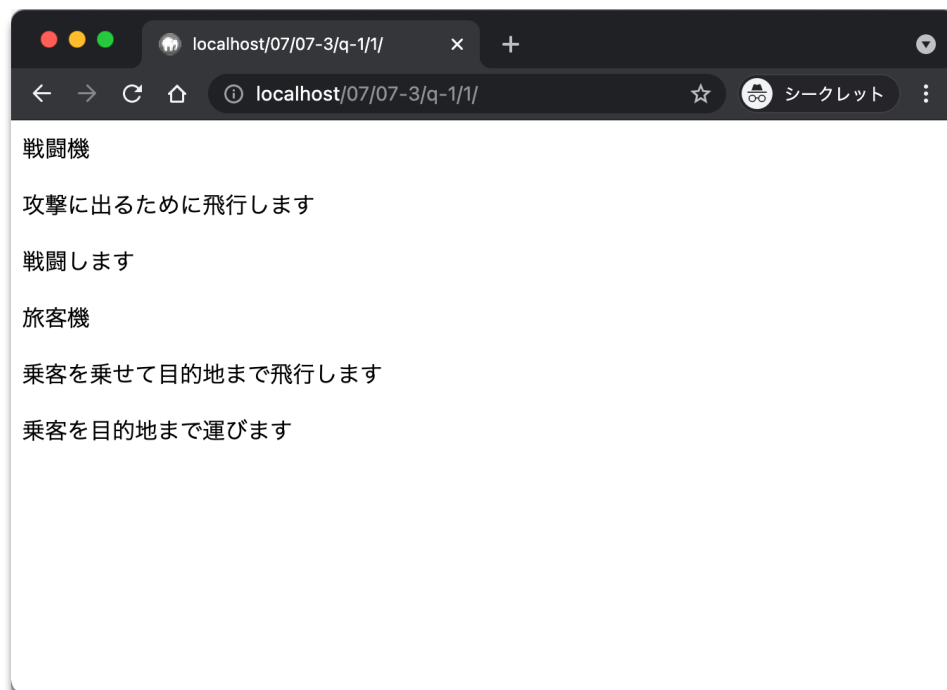 localhost/07/07-3/q-1/1/
localhost/07/07-3/q-1/1/
シークレット
戦闘機
攻撃に出るために飛行します
戦闘します
旅客機
乗客を乗せて目的地まで飛行します
乗客を目的地まで運びます